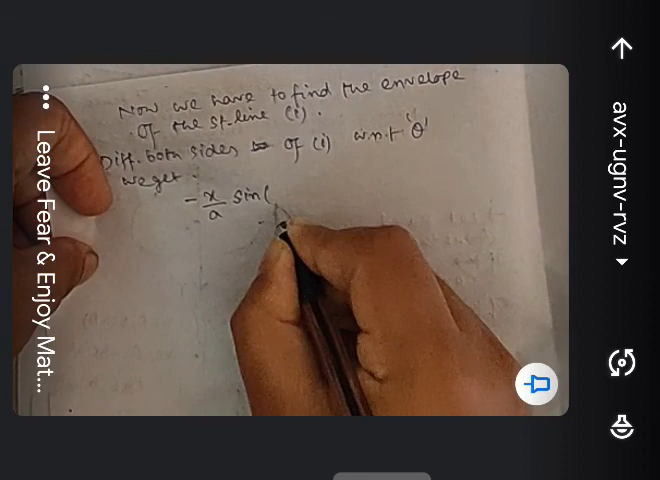 Now we have to find the envelope
of the st-line (i).
Diff. both sides of (i) w.r.t 'θ'
we get.
- x/a sin(
Leave Fear & Enjoy Mat...
avx-ugnv-rvz